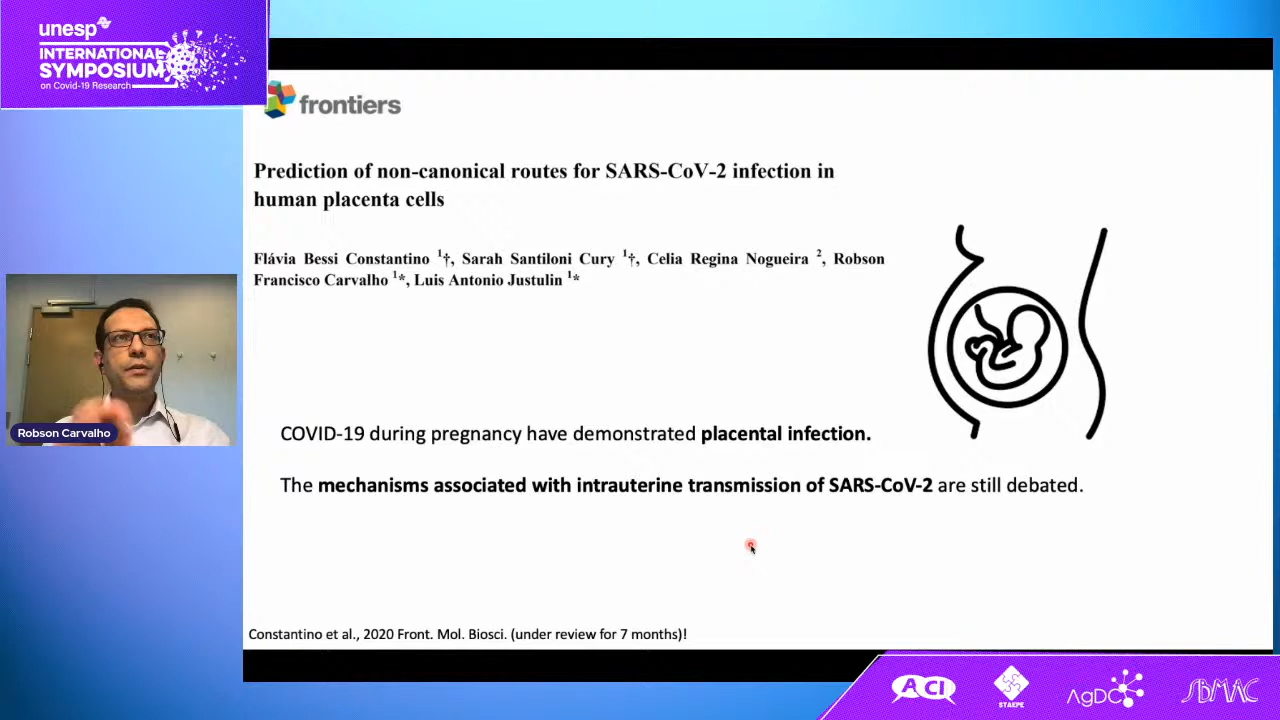 unesp
INTERNATIONAL
SYMPOSIUM
on Covid-19 Research
frontiers
Prediction of non-canonical routes for SARS-CoV-2 infection in
human placenta cells
Flávia Bessi Constantino 1†, Sarah Santiloni Cury 1†, Celia Regina Nogueira 2, Robson
Francisco Carvalho 1*, Luis Antonio Justulin 1*
Robson Carvalho
COVID-19 during pregnancy have demonstrated placental infection.
The mechanisms associated with intrauterine transmission of SARS-CoV-2 are still debated.
Constantino et al., 2020 Front. Mol. Biosci. (under review for 7 months)!
ACI
STAEPE
AgDC
SBMAC